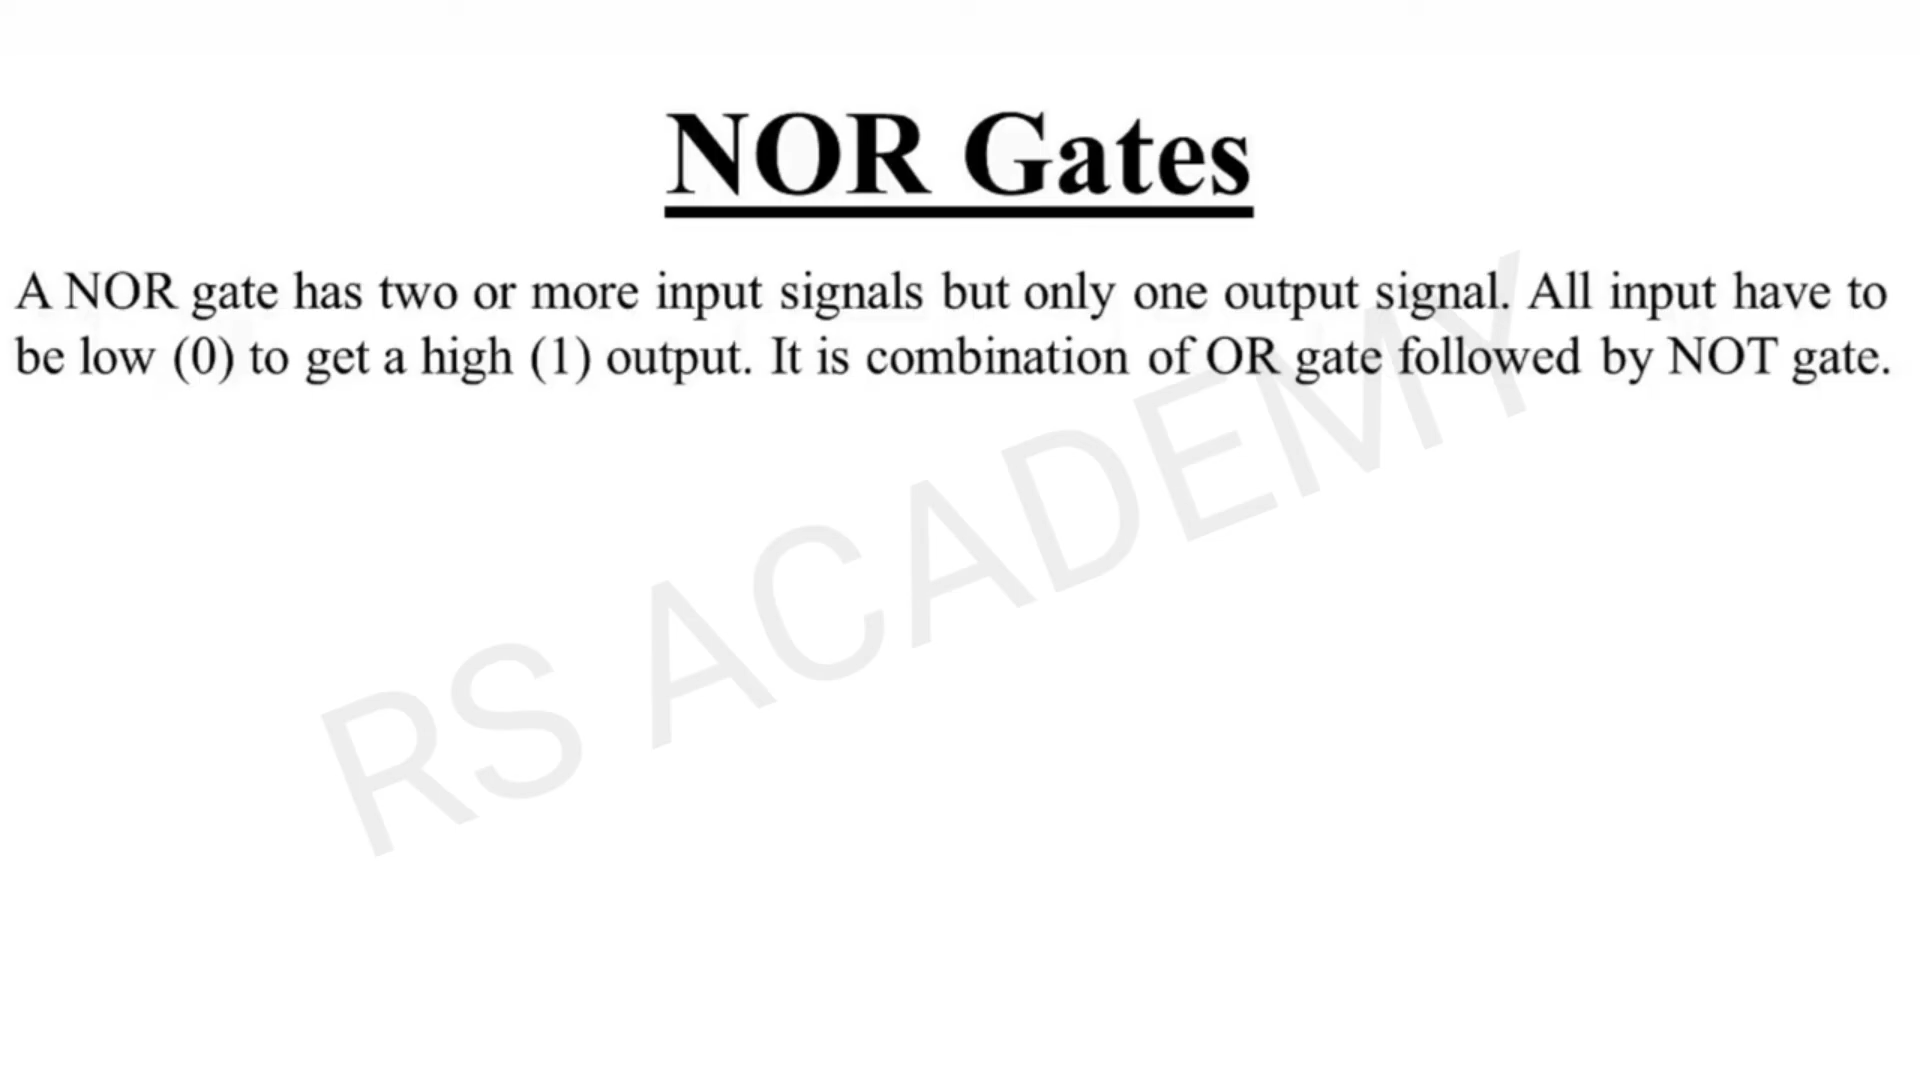 NOR Gates
A NOR gate has two or more input signals but only one output signal. All input have to
be low (0) to get a high (1) output. It is combination of OR gate followed by NOT gate.
RS ACADEMY